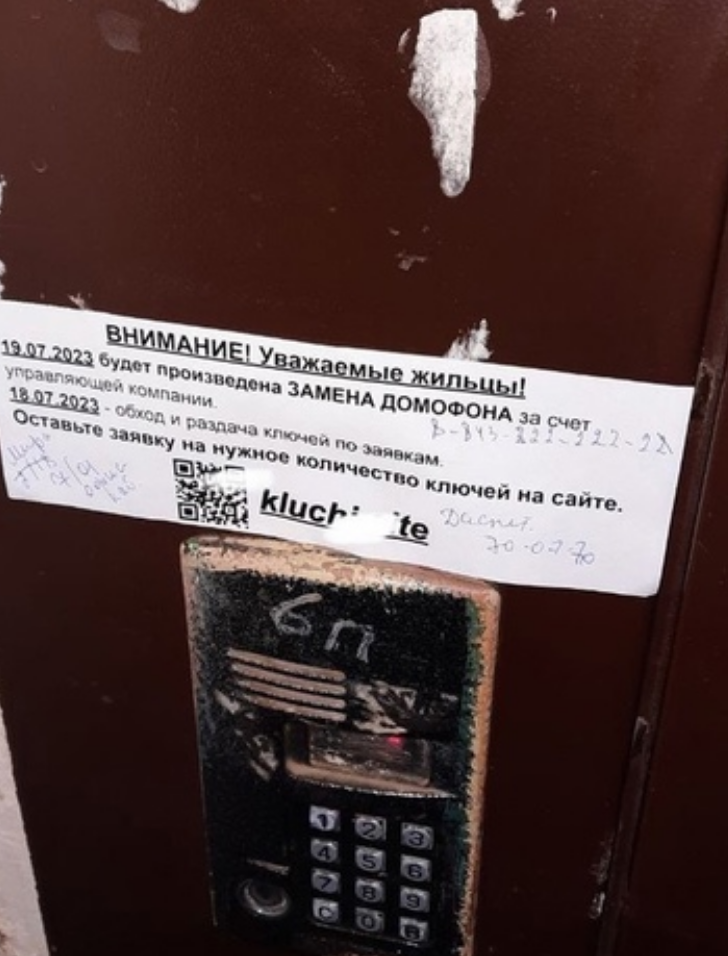 ВНИМАНИЕ! Уважаемые жильцы!
19.07.2023 будет произведена ЗАМЕНА ДОМОФОНА за счет
управляющей компании.
18.07.2023 - обход и раздача ключей по заявкам.
Оставьте заявку на нужное количество ключей на сайте.
6п
1 2 3
4 5 6
7 8 9
C 0 B